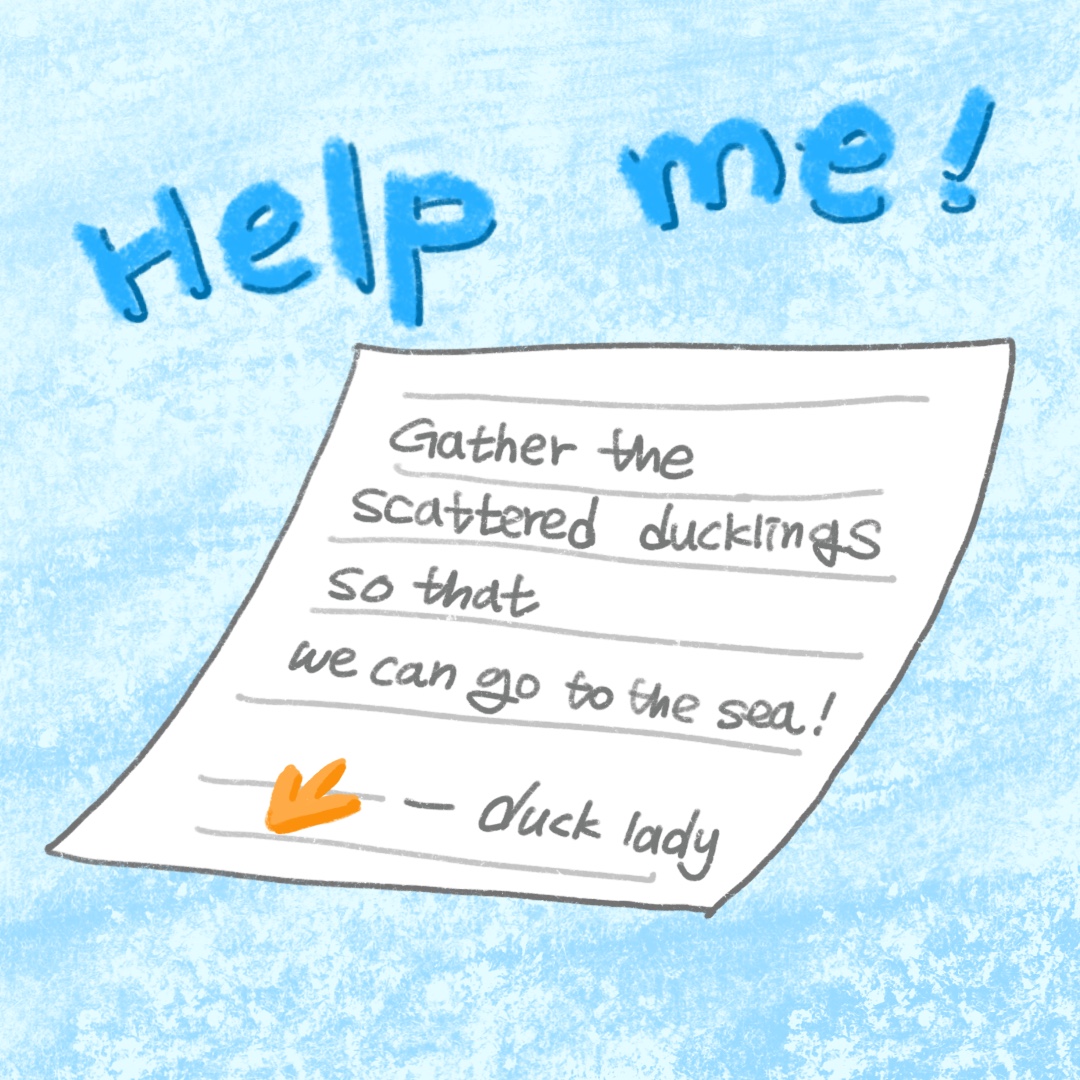 Help me!
Gather the
scattered ducklings
so that
we can go to the sea!
— duck lady